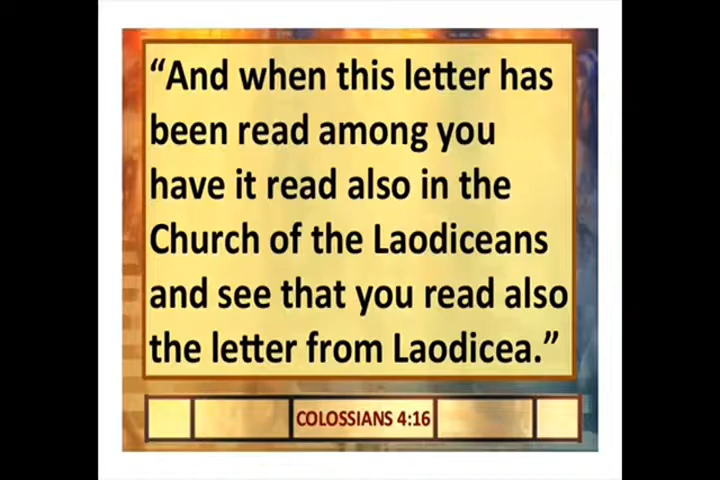 “And when this letter has
been read among you
have it read also in the
Church of the Laodiceans
and see that you read also
the letter from Laodicea.”
COLOSSIANS 4:16